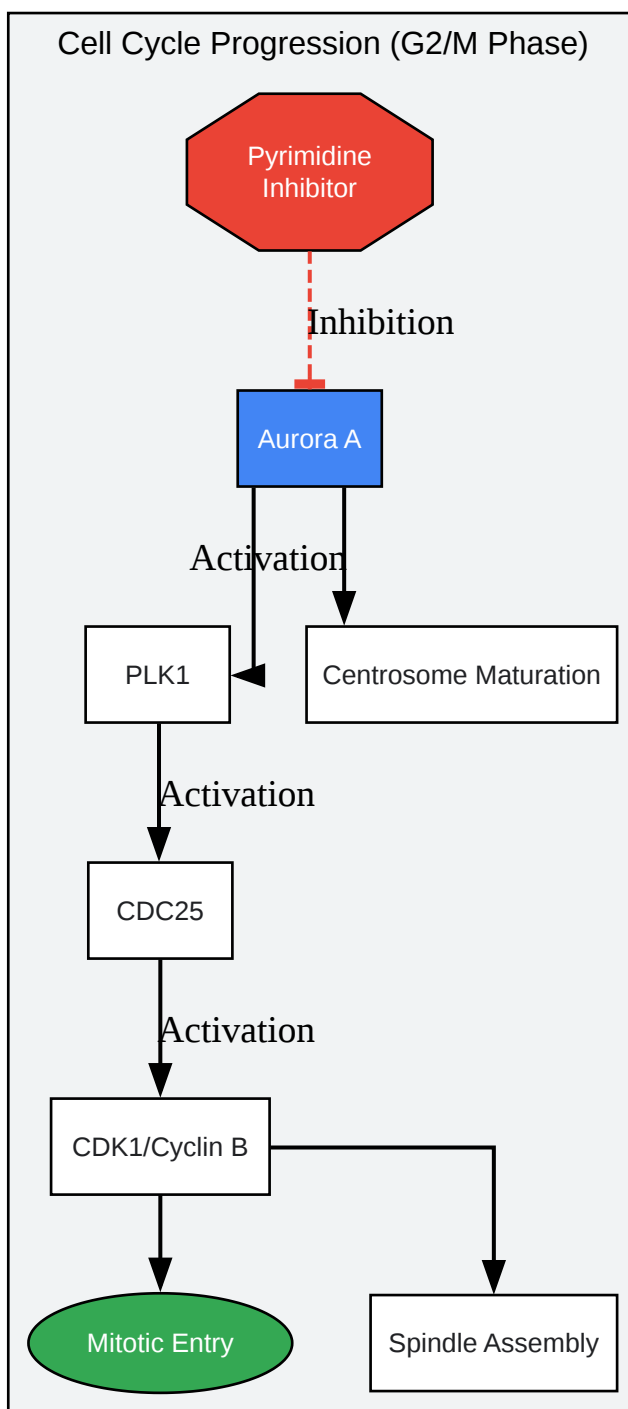 Cell Cycle Progression (G2/M Phase)
Pyrimidine
Inhibitor
Inhibition
Aurora A
Activation
PLK1
Centrosome Maturation
Activation
CDC25
Activation
CDK1/Cyclin B
Mitotic Entry
Spindle Assembly